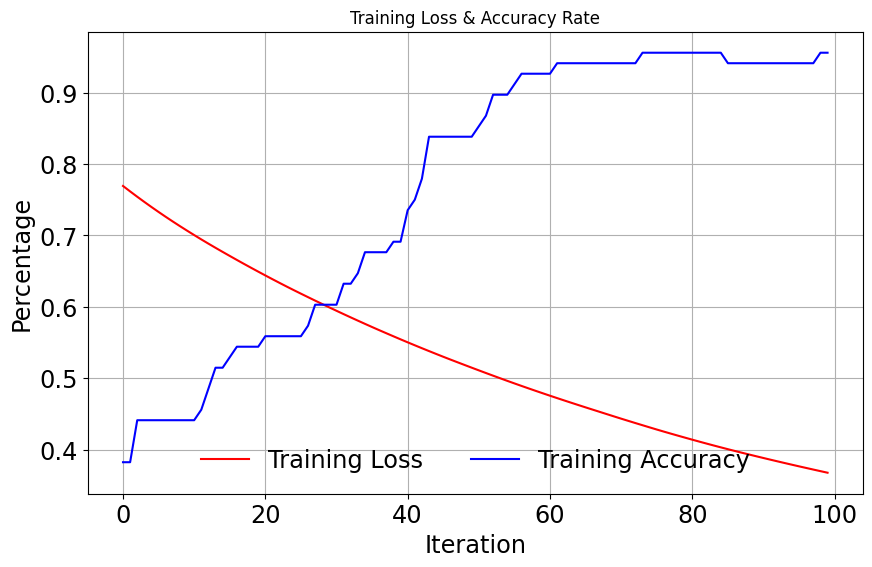 Training Loss & Accuracy Rate
Percentage
0.9
0.8
0.7
0.6
0.5
0.4
Training Loss
Training Accuracy
0 20 40 60 80 100
Iteration